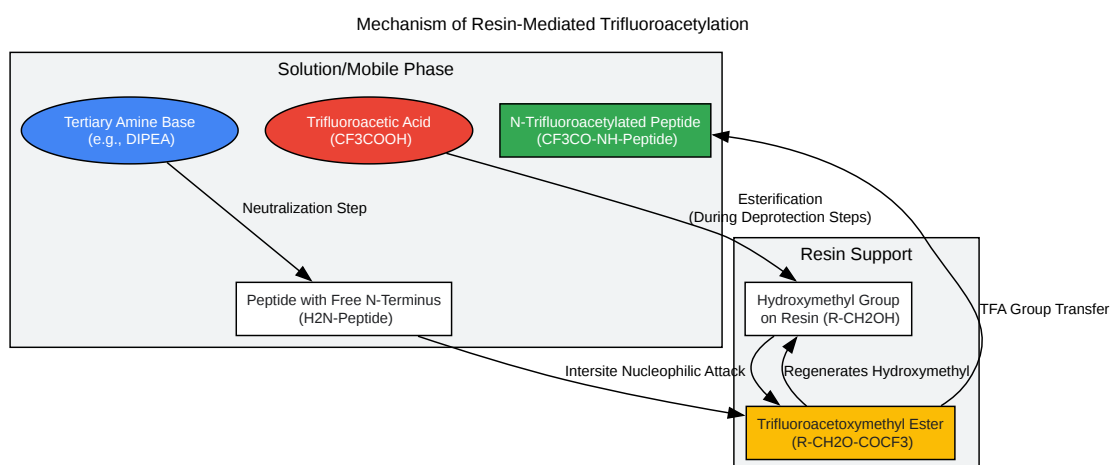 Mechanism of Resin-Mediated Trifluoroacetylation
Solution/Mobile Phase
Tertiary Amine Base
(e.g., DIPEA)
Trifluoroacetic Acid
(CF3COOH)
N-Trifluoroacetylated Peptide
(CF3CO-NH-Peptide)
Neutralization Step
Esterification
(During Deprotection Steps)
Resin Support
Peptide with Free N-Terminus
(H2N-Peptide)
Hydroxymethyl Group
on Resin (R-CH2OH)
TFA Group Transfer
Intersite Nucleophilic Attack
Regenerates Hydroxymethyl
Trifluoroacetoxymethyl Ester
(R-CH2O-COCF3)